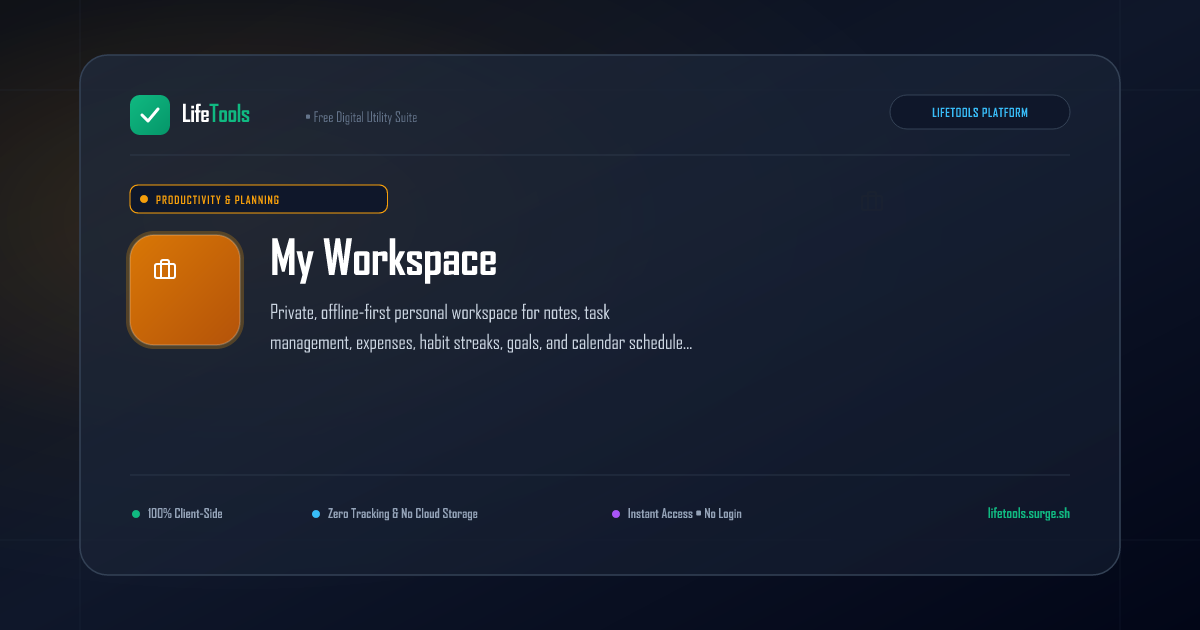 LifeTools
• Free Digital Utility Suite
LIFETOOLS PLATFORM
PRODUCTIVITY & PLANNING
My Workspace
Private, offline-first personal workspace for notes, task
management, expenses, habit streaks, goals, and calendar schedule...
100% Client-Side
Zero Tracking & No Cloud Storage
Instant Access • No Login
lifetools.surge.sh